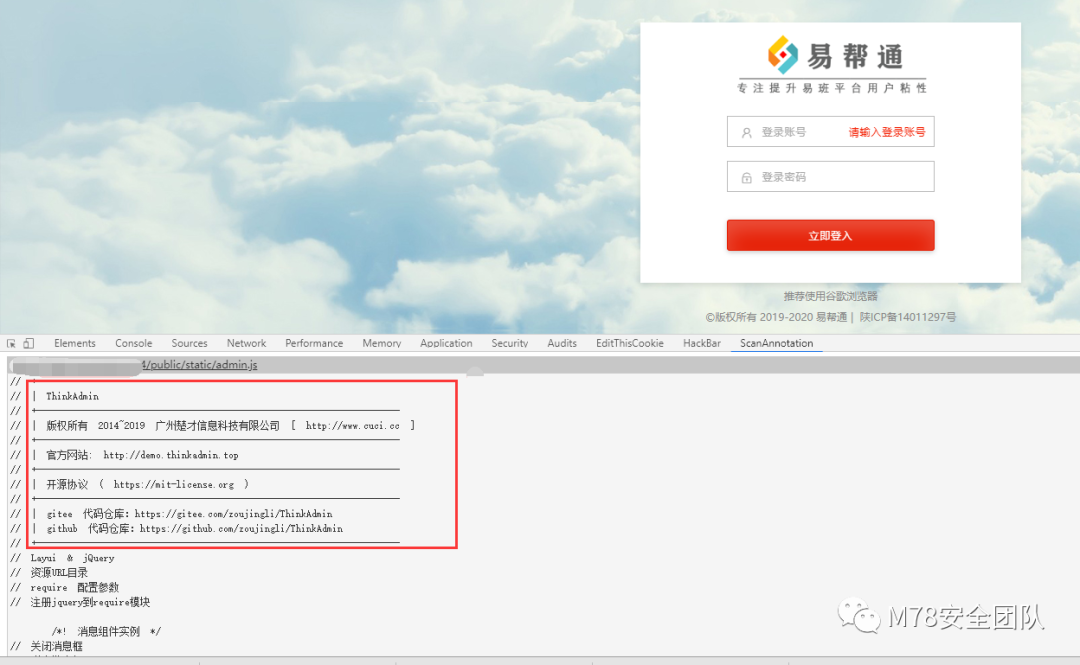 易帮通
专注提升易班平台用户粘性
登录账号 请输入登录账号
登录密码
立即登入
推荐使用谷歌浏览器
©版权所有 2019-2020 易帮通 | 陕ICP备14011297号
Elements Console Sources Network Performance Memory Application Security Audits EditThisCookie HackBar ScanAnnotation
4/public/static/admin.js
// +
// | ThinkAdmin
// +
// | 版权所有 2014~2019 广州楚才信息科技有限公司 [ http://www.cuci.cc ]
// +
// | 官方网站: http://demo.thinkadmin.top
// +
// | 开源协议 ( https://mit-license.org )
// +
// | gitee 代码仓库：https://gitee.com/zoujingli/ThinkAdmin
// | github 代码仓库：https://github.com/zoujingli/ThinkAdmin
// +
// Layui & jQuery
// 资源URL目录
// require 配置参数
// 注册jquery到require模块
/*! 消息组件实例 */
// 关闭消息框
M78安全团队